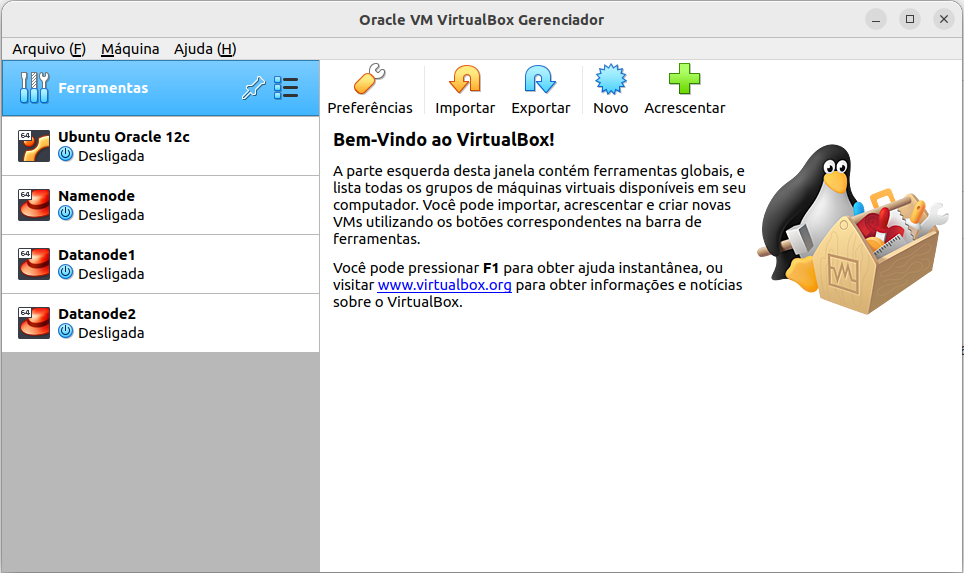 Oracle VM VirtualBox Gerenciador
Arquivo (F) Máquina Ajuda (H)
Ferramentas
Preferências Importar Exportar Novo Acrescentar
64 Ubuntu Oracle 12c
Desligada
64 Namenode
Desligada
64 Datanode1
Desligada
64 Datanode2
Desligada
Bem-Vindo ao VirtualBox!
A parte esquerda desta janela contém ferramentas globais, e
lista todas os grupos de máquinas virtuais disponíveis em seu
computador. Você pode importar, acrescentar e criar novas
VMs utilizando os botões correspondentes na barra de
ferramentas.
Você pode pressionar F1 para obter ajuda instantânea, ou
visitar www.virtualbox.org para obter informações e notícias
sobre o VirtualBox.